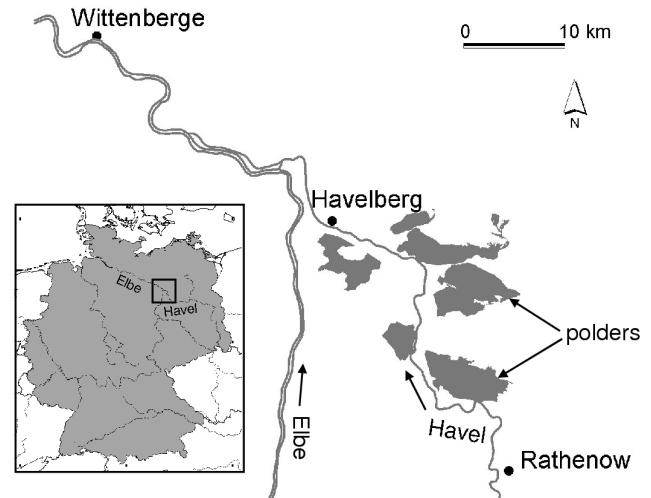 Wittenberge
0 10 km
N
Havelberg
Elbe
Havel
polders
Elbe
Havel
Rathenow